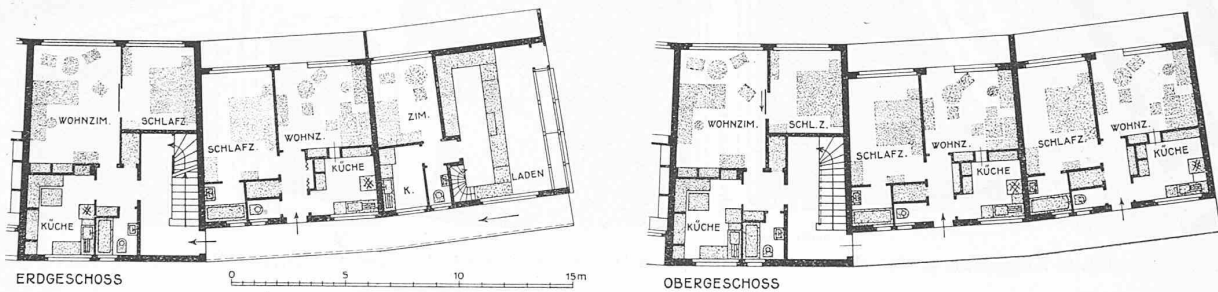 WOHNZIM.
SCHLAFZ.
SCHLAFZ.
WOHNZ.
ZIM.
KÜCHE
KÜCHE
K.
LADEN
ERDGESCHOSS
0 5 10 15m
WOHNZIM.
SCHL.Z.
SCHLAFZ.
WOHNZ.
SCHLAFZ.
WOHNZ.
KÜCHE
KÜCHE
KÜCHE
OBERGESCHOSS